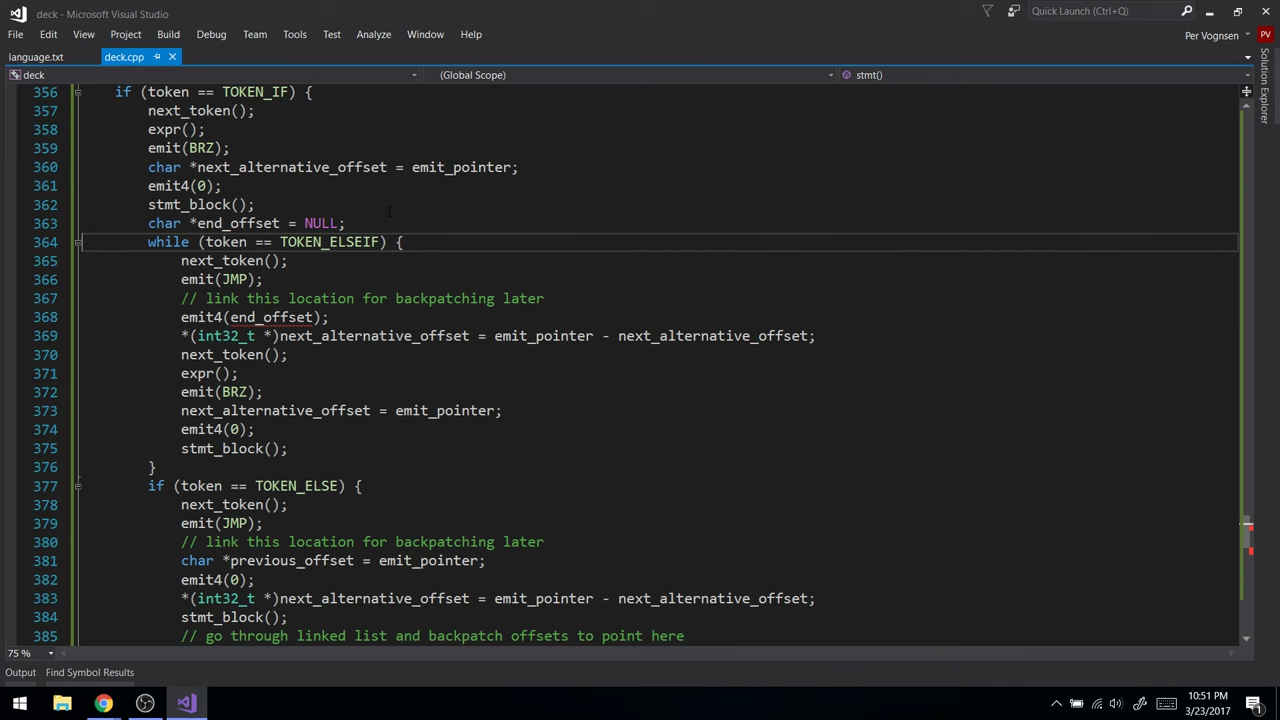 deck - Microsoft Visual Studio
Quick Launch (Ctrl+Q)
File Edit View Project Build Debug Team Tools Test Analyze Window Help
Per Vognsen PV
language.txt deck.cpp
deck (Global Scope) stmt()
Solution Explorer
356 if (token == TOKEN_IF) {
357 next_token();
358 expr();
359 emit(BRZ);
360 char *next_alternative_offset = emit_pointer;
361 emit4(0);
362 stmt_block();
363 char *end_offset = NULL;
364 while (token == TOKEN_ELSEIF) {
365 next_token();
366 emit(JMP);
367 // link this location for backpatching later
368 emit4(end_offset);
369 *(int32_t *)next_alternative_offset = emit_pointer - next_alternative_offset;
370 next_token();
371 expr();
372 emit(BRZ);
373 next_alternative_offset = emit_pointer;
374 emit4(0);
375 stmt_block();
376 }
377 if (token == TOKEN_ELSE) {
378 next_token();
379 emit(JMP);
380 // link this location for backpatching later
381 char *previous_offset = emit_pointer;
382 emit4(0);
383 *(int32_t *)next_alternative_offset = emit_pointer - next_alternative_offset;
384 stmt_block();
385 // go through linked list and backpatch offsets to point here
75 %
Output Find Symbol Results
10:51 PM
3/23/2017
1